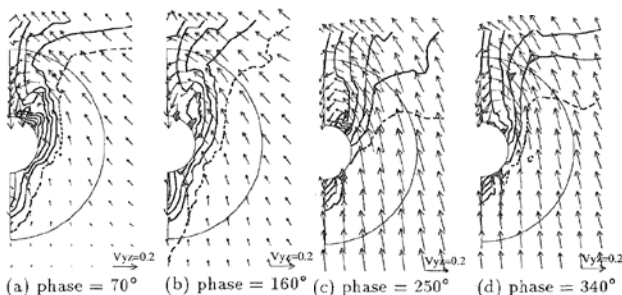 Vyz=0.2 Vyz=0.2 Vyz=0.2 Vyz=0.2
(a) phase = 70° (b) phase = 160° (c) phase = 250° (d) phase = 340°